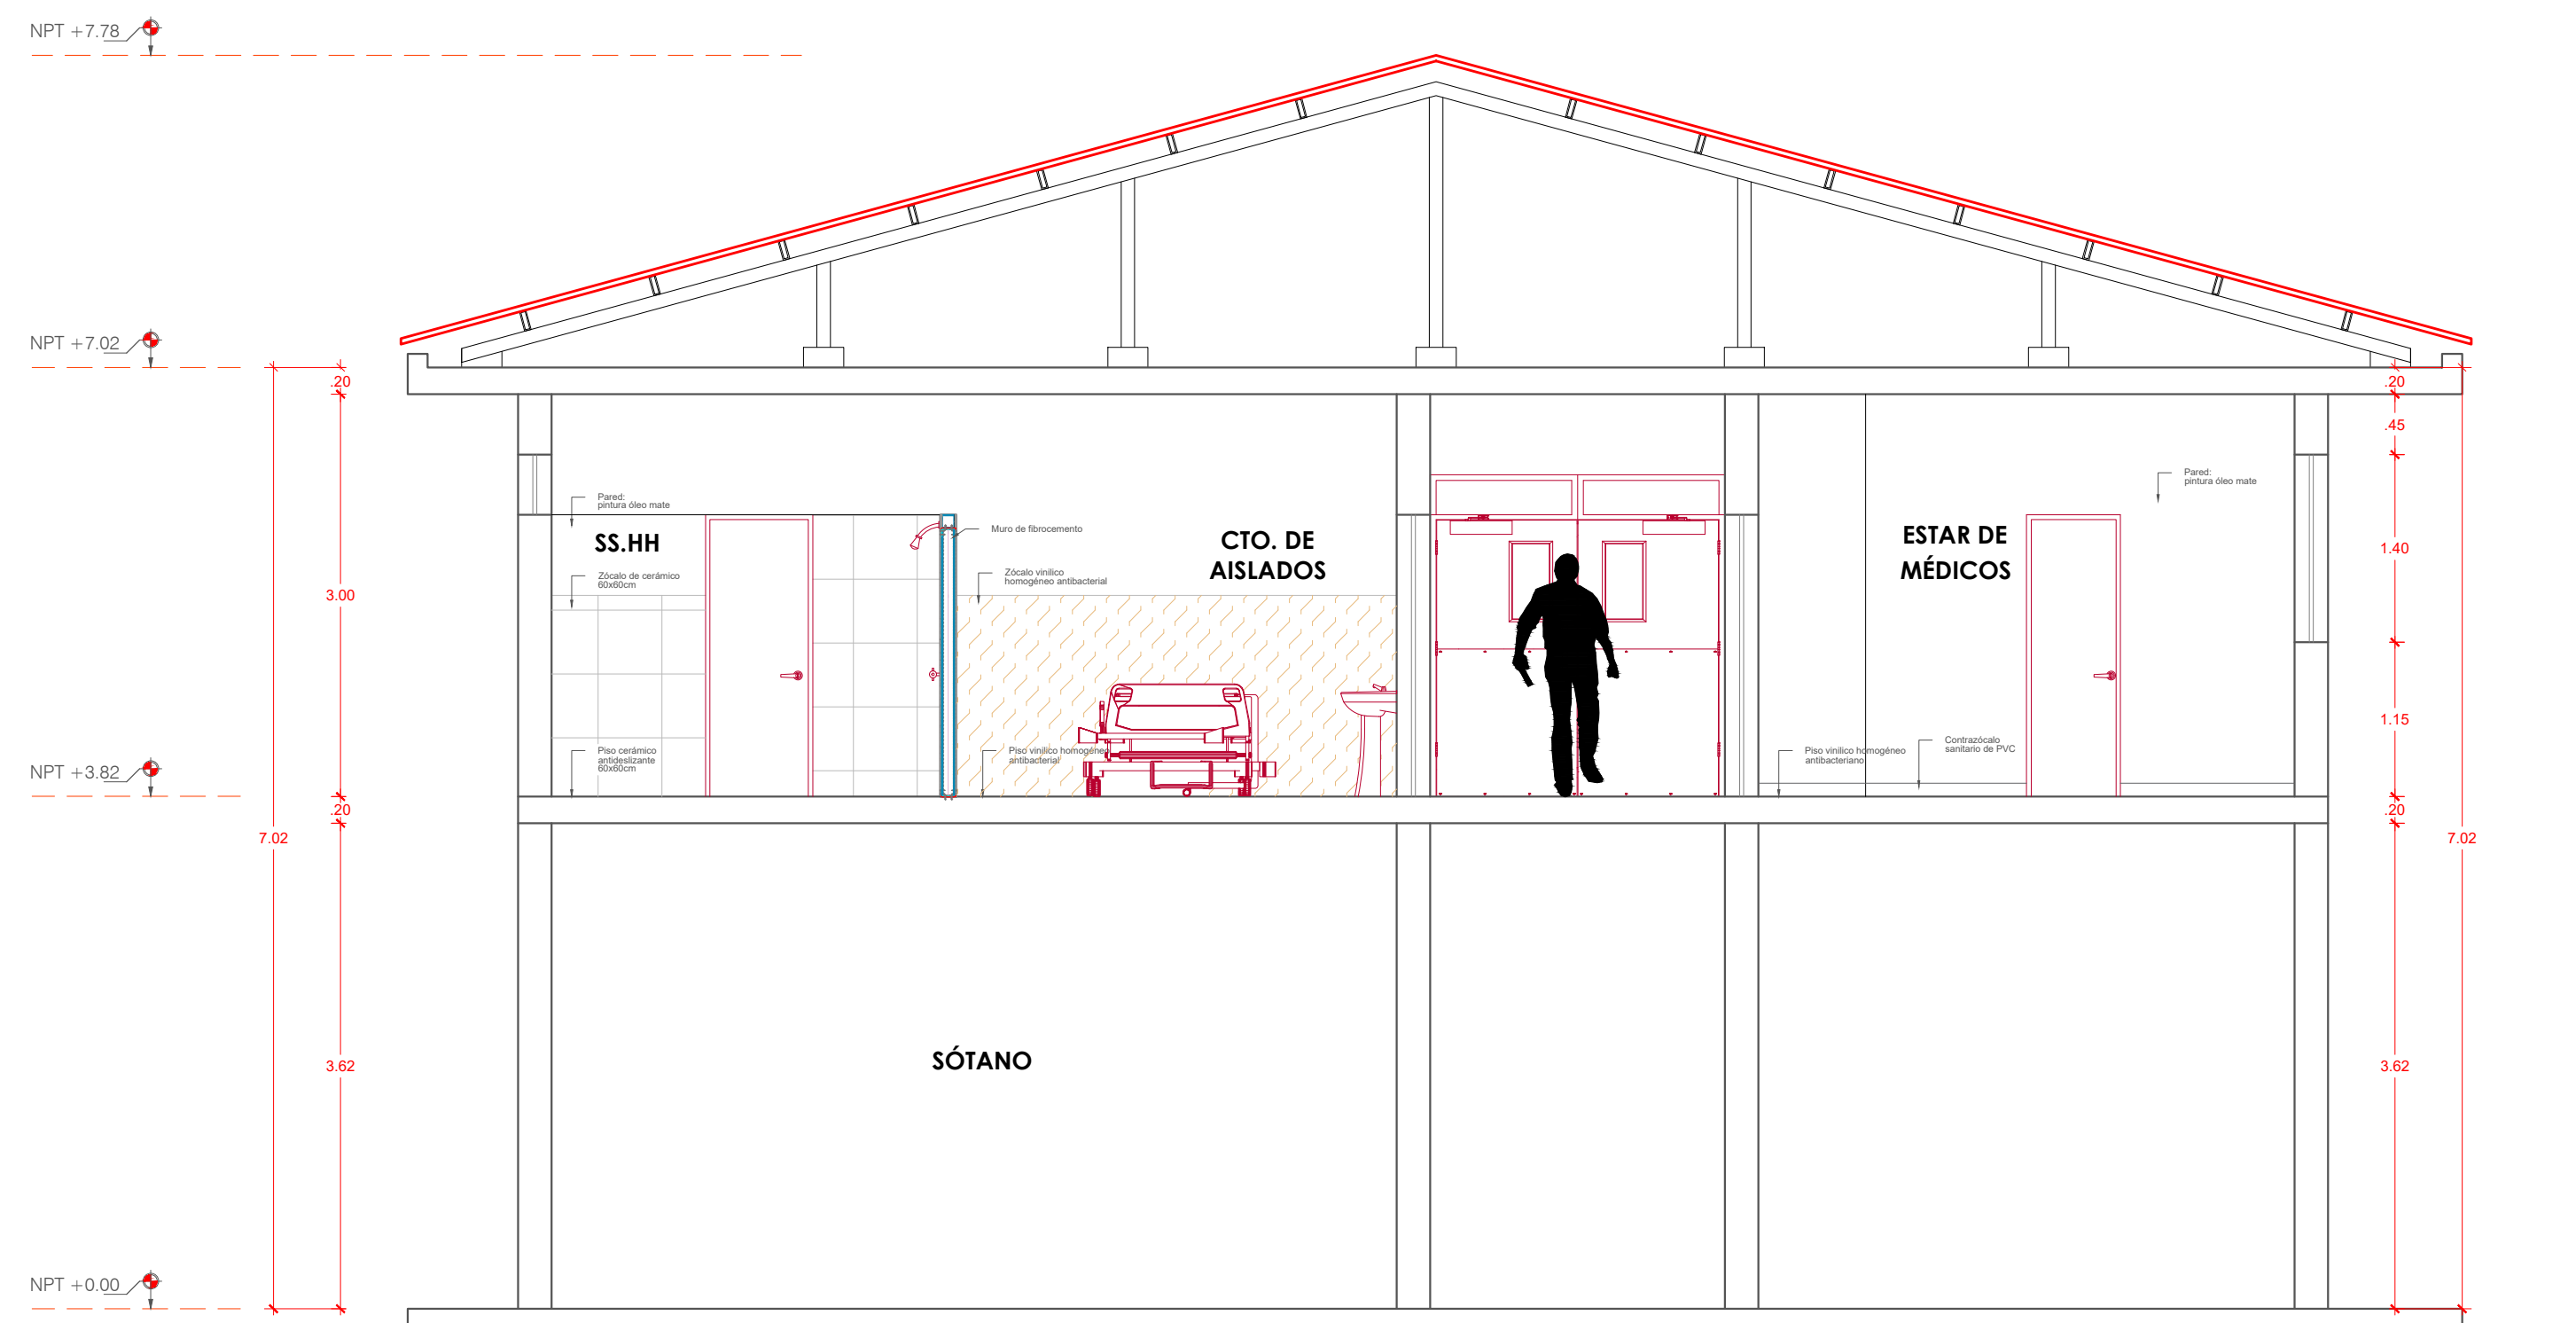 NPT +7.78
NPT +7.02
.20
.20
.45
Pared:
pintura óleo mate
Pared:
pintura óleo mate
SS.HH
Muro de fibrocemento
CTO. DE
AISLADOS
ESTAR DE
MÉDICOS
1.40
Zócalo de cerámico
60x60cm
Zócalo vinilico
homogéneo antibacterial
3.00
1.15
Piso cerámico
antideslizante
60x60cm
Piso vinilico homogéneo
antibacterial
Piso vinilico homogéneo
antibacteriano
Contrazócalo
sanitario de PVC
NPT +3.82
.20
.20
7.02
7.02
SÓTANO
3.62
3.62
NPT +0.00